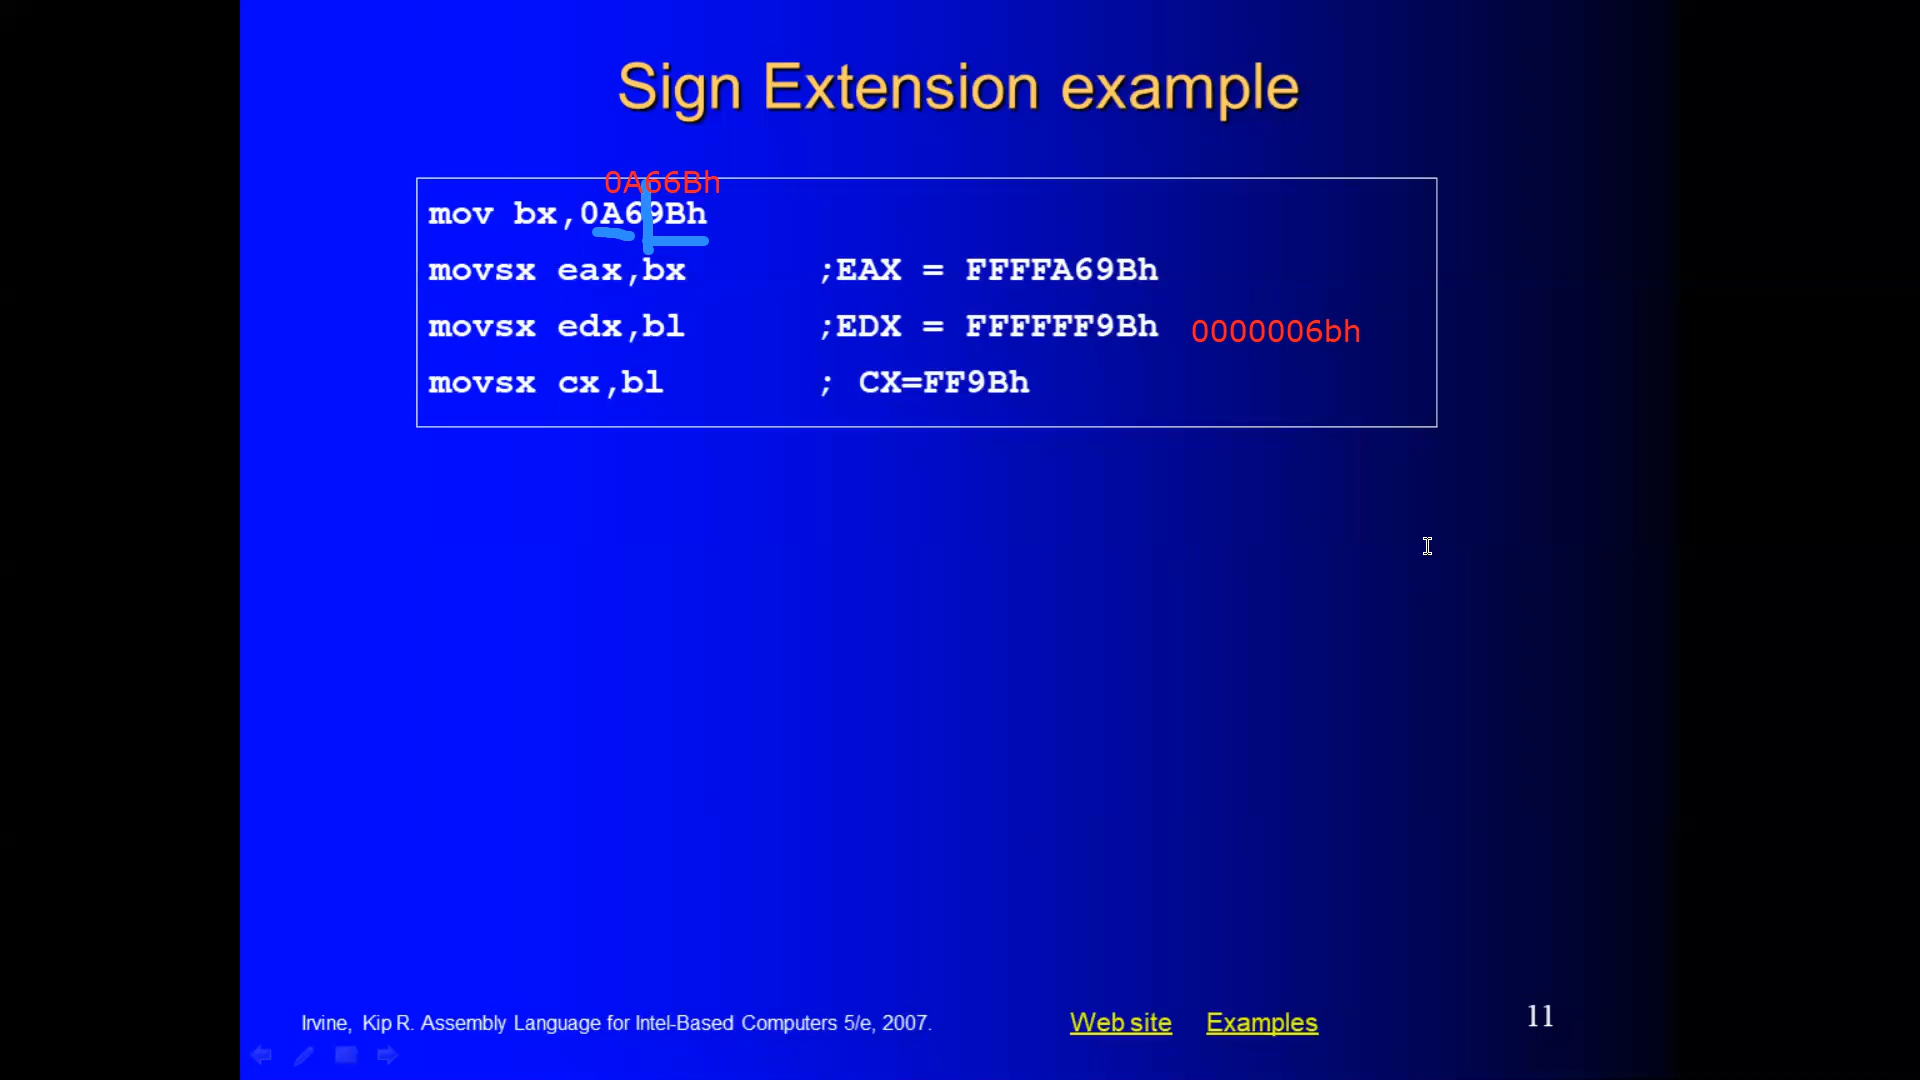 Sign Extension example
0A66Bh
mov bx,0A69Bh
movsx eax,bx ;EAX = FFFFA69Bh
movsx edx,bl ;EDX = FFFFFF9Bh 0000006bh
movsx cx,bl ; CX=FF9Bh
Irvine, Kip R. Assembly Language for Intel-Based Computers 5/e, 2007. Web site Examples 11